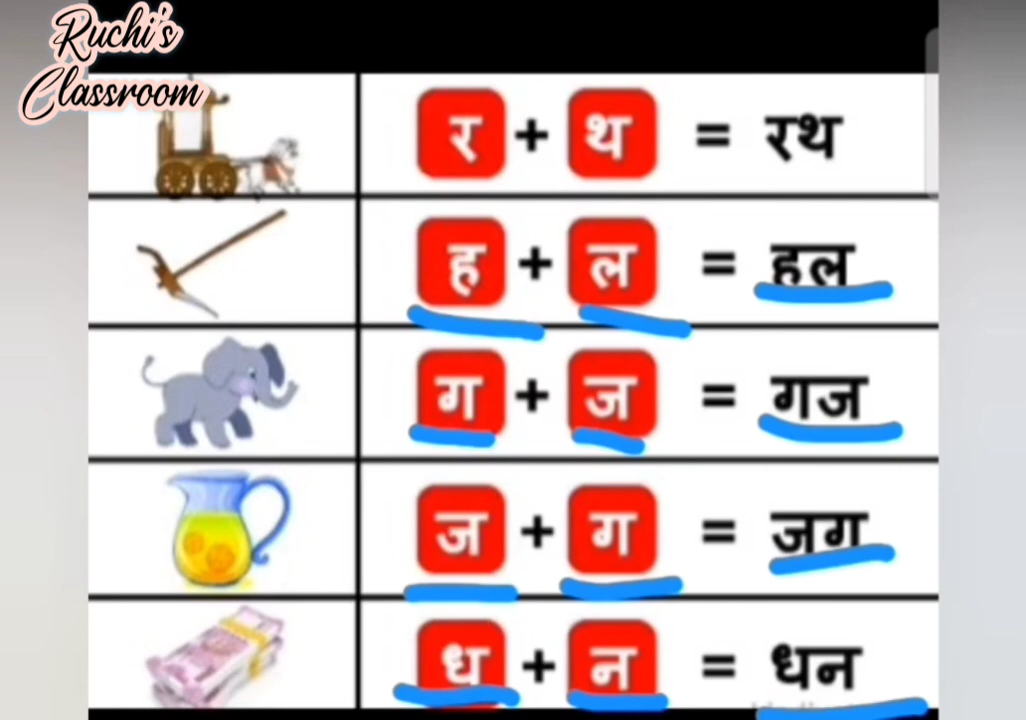 Ruchi's
Classroom
र + थ = रथ
ह + ल = हल
ग + ज = गज
ज + ग = जग
ध + न = धन